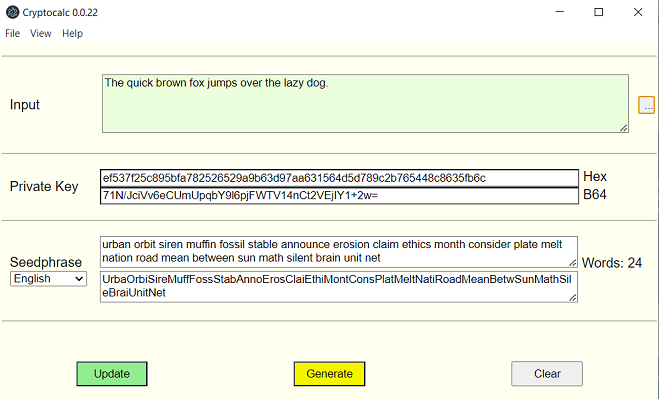 Cryptocalc 0.0.22
File View Help
Input
The quick brown fox jumps over the lazy dog.
...
Private Key
ef537f25c895bfa782526529a9b63d97aa631564d5d789c2b765448c8635fb6c
Hex
71N/JciVv6eCUmUpqbY9l6pjFWTV14nCt2VEjIY1+2w=
B64
Seedphrase
English
urban orbit siren muffin fossil stable announce erosion claim ethics month consider plate melt
nation road mean between sun math silent brain unit net
Words: 24
UrbaOrbiSireMuffFossStabAnnoErosClaiEthiMontConsPlatMeltNatiRoadMeanBetwSunMathSil
eBraiUnitNet
Update
Generate
Clear